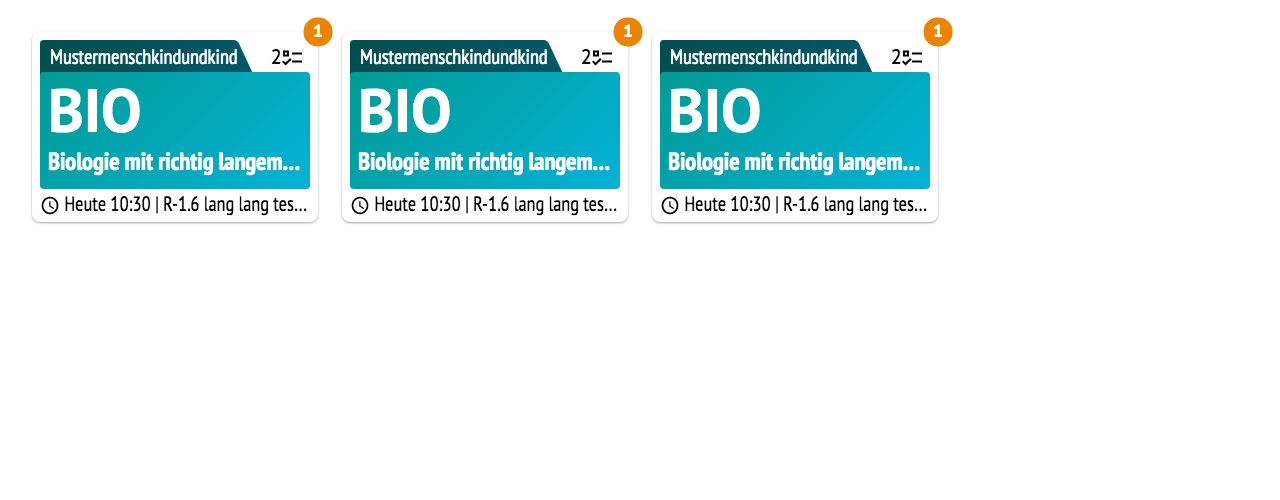 1
Mustermenschkindundkind 2
BIO
Biologie mit richtig langem...
Heute 10:30 | R-1.6 lang lang tes...
1
Mustermenschkindundkind 2
BIO
Biologie mit richtig langem...
Heute 10:30 | R-1.6 lang lang tes...
1
Mustermenschkindundkind 2
BIO
Biologie mit richtig langem...
Heute 10:30 | R-1.6 lang lang tes...